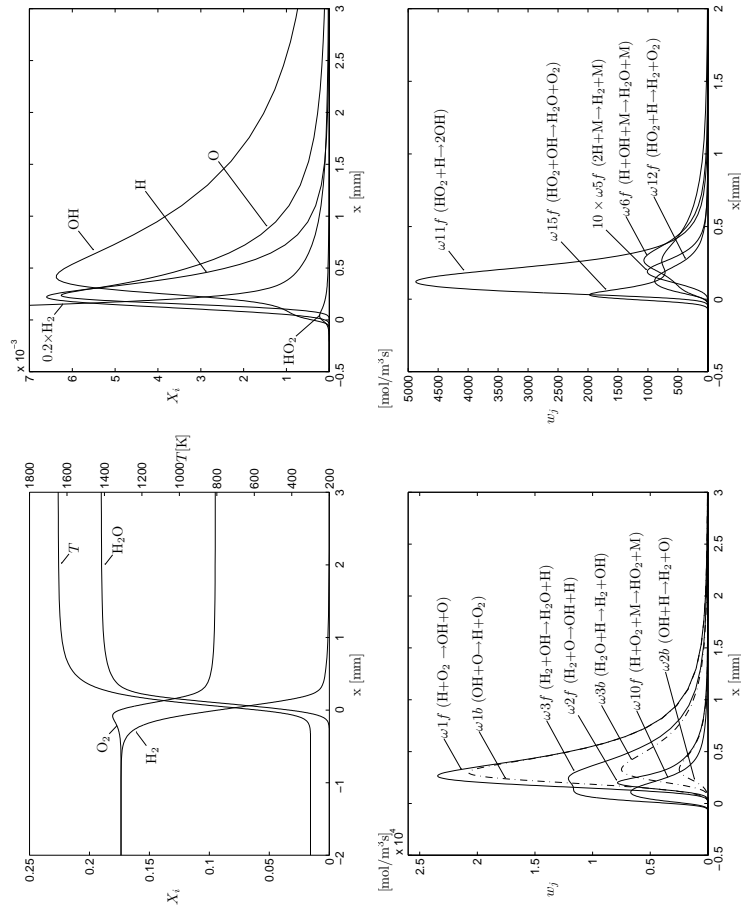 0.25
0.2
0.15
0.1
0.05
0
X_i
−2
−1
0
1
2
3
x [mm]
1800
1600
1400
1200
1000
800
600
400
200
T[K]
O₂
H₂
T
H₂O
x 10⁻³
7
6
5
4
3
2
1
0
X_i
−0.5
0
0.5
1
1.5
2
2.5
3
x [mm]
0.2×H₂
HO₂
OH
H
O
[mol/m³s]
x 10⁴
2.5
2
1.5
1
0.5
0
w_j
−0.5
0
0.5
1
1.5
2
2.5
3
x [mm]
ω1f (H+O₂→OH+O)
ω1b (OH+O→H+O₂)
ω3f (H₂+OH→H₂O+H)
ω2f (H₂+O→OH+H)
ω3b (H₂O+H→H₂+OH)
ω10f (H+O₂+M→HO₂+M)
ω2b (OH+H→H₂+O)
[mol/m³s]
5000
4500
4000
3500
3000
2500
2000
1500
1000
500
0
w_j
−0.5
0
0.5
1
1.5
2
x[mm]
ω11f (HO₂+H→2OH)
ω15f (HO₂+OH→H₂O+O₂)
10 × ω5f (2H+M→H₂+M)
ω6f (H+OH+M→H₂O+M)
ω12f (HO₂+H→H₂+O₂)